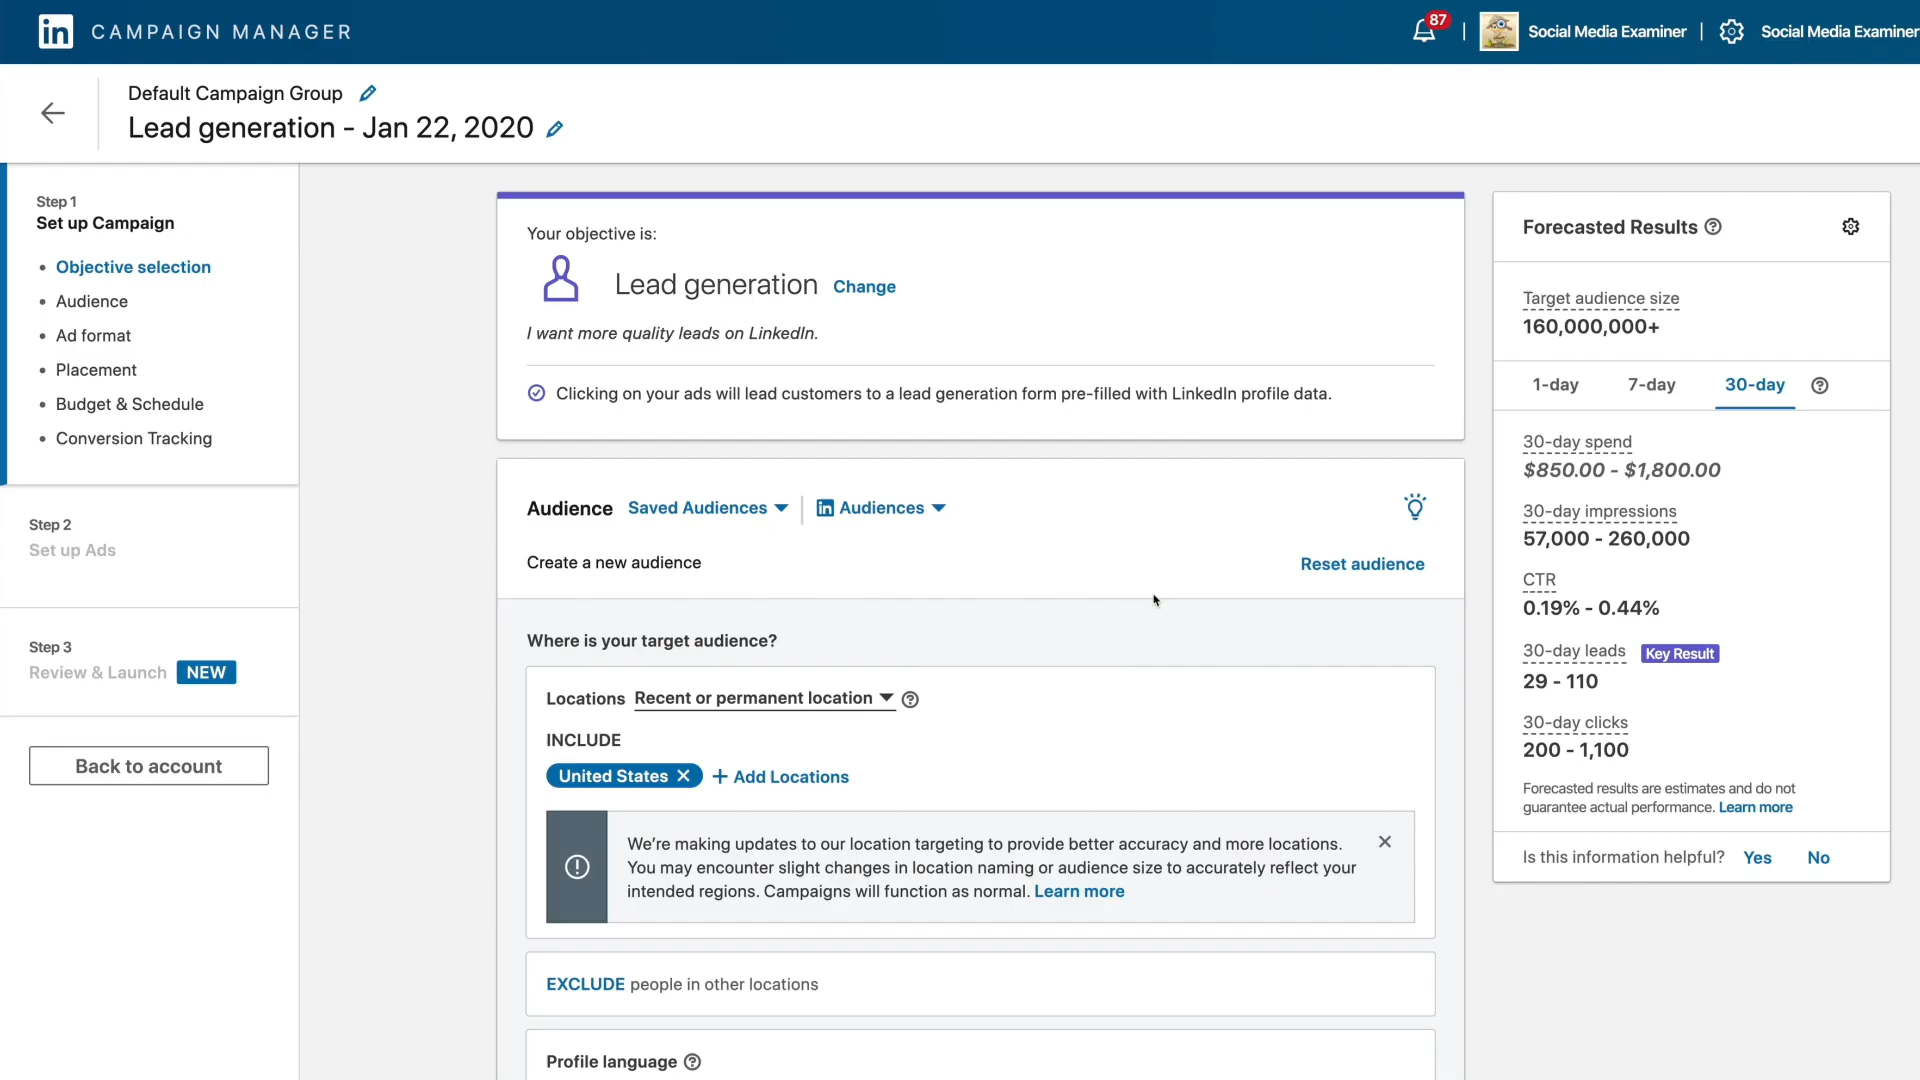 in CAMPAIGN MANAGER
87
Social Media Examiner
Social Media Examiner
Default Campaign Group
Lead generation - Jan 22, 2020
Step 1
Set up Campaign
Objective selection
Audience
Ad format
Placement
Budget & Schedule
Conversion Tracking
Step 2
Set up Ads
Step 3
Review & Launch NEW
Back to account
Your objective is:
Lead generation Change
I want more quality leads on LinkedIn.
Clicking on your ads will lead customers to a lead generation form pre-filled with LinkedIn profile data.
Audience Saved Audiences in Audiences
Create a new audience Reset audience
Where is your target audience?
Locations Recent or permanent location
INCLUDE
United States + Add Locations
We're making updates to our location targeting to provide better accuracy and more locations.
You may encounter slight changes in location naming or audience size to accurately reflect your
intended regions. Campaigns will function as normal. Learn more
EXCLUDE people in other locations
Profile language
Forecasted Results
Target audience size
160,000,000+
1-day 7-day 30-day
30-day spend
$850.00 - $1,800.00
30-day impressions
57,000 - 260,000
CTR
0.19% - 0.44%
30-day leads Key Result
29 - 110
30-day clicks
200 - 1,100
Forecasted results are estimates and do not
guarantee actual performance. Learn more
Is this information helpful? Yes No